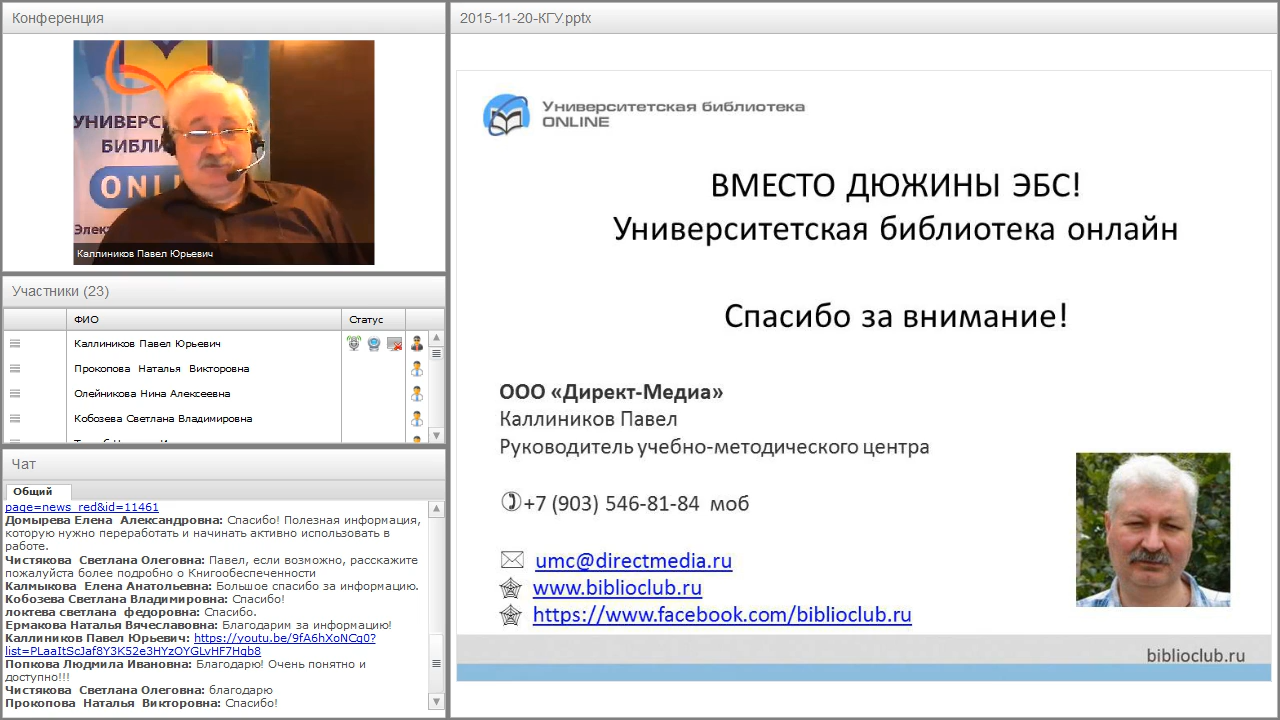 Конференция
УНИВЕРС
БИБЛИ
ONLI
Элек
Каллиников Павел Юрьевич
Участники (23)
ФИО Статус
Каллиников Павел Юрьевич
Прокопова Наталья Викторовна
Олейникова Нина Алексеевна
Кобозева Светлана Владимировна
Чат
Общий
page=news_red&id=11461
Домырева Елена Александровна: Спасибо! Полезная информация,
которую нужно переработать и начинать активно использовать в
работе.
Чистякова Светлана Олеговна: Павел, если возможно, расскажите
пожалуйста более подробно о Книгообеспеченности
Калмыкова Елена Анатольевна: Большое спасибо за информацию.
Кобозева Светлана Владимировна: Спасибо!
локтева светлана федоровна: Спасибо.
Ермакова Наталья Вячеславовна: Благодарим за информацию!
Каллиников Павел Юрьевич: https://youtu.be/9fA6hXoNCg0?
list=PLaaItScJaf8Y3K52e3HYzOYGLvHF7Hqb8
Попкова Людмила Ивановна: Благодарю! Очень понятно и
доступно!!!
Чистякова Светлана Олеговна: благодарю
Прокопова Наталья Викторовна: Спасибо!
2015-11-20-КГУ.pptx
Университетская библиотека
ONLINE
ВМЕСТО ДЮЖИНЫ ЭБС!
Университетская библиотека онлайн
Спасибо за внимание!
ООО «Директ-Медиа»
Каллиников Павел
Руководитель учебно-методического центра
+7 (903) 546-81-84 моб
umc@directmedia.ru
www.biblioclub.ru
https://www.facebook.com/biblioclub.ru
biblioclub.ru